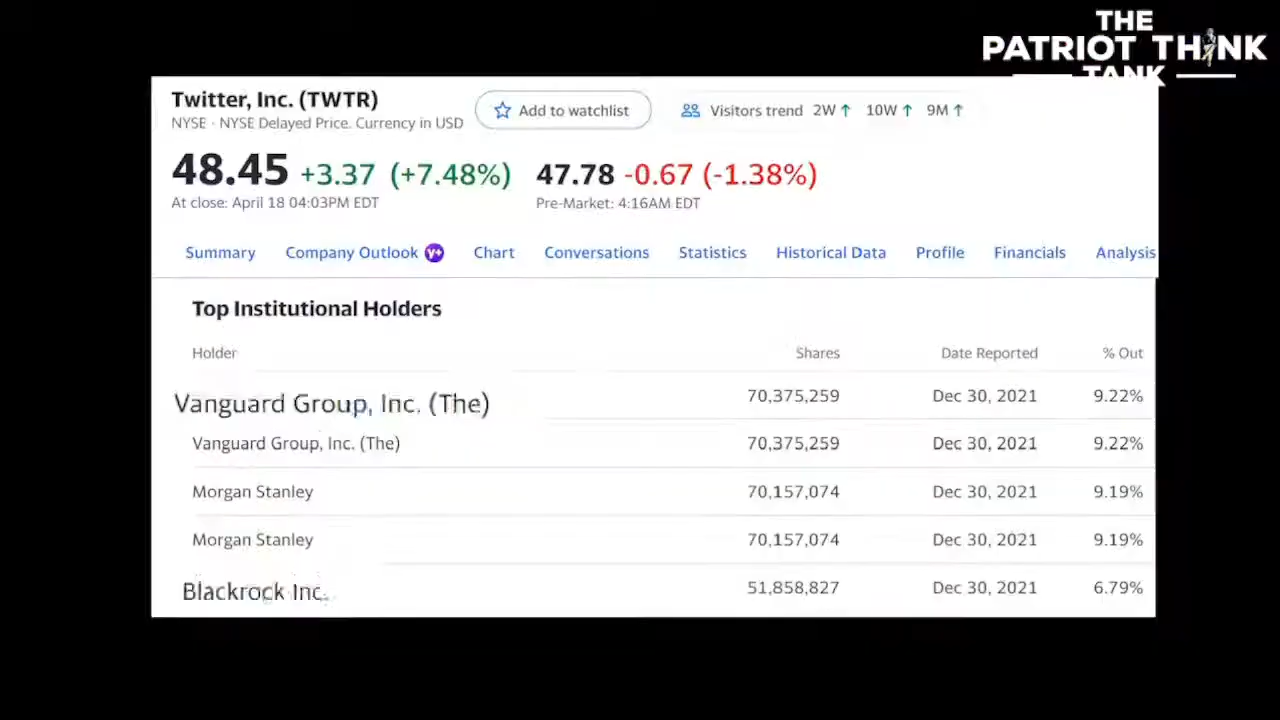 THE
PATRIOT THINK
TANK
Twitter, Inc. (TWTR)
Add to watchlist
Visitors trend 2W↑ 10W↑ 9M↑
NYSE - NYSE Delayed Price. Currency in USD
48.45 +3.37 (+7.48%) 47.78 -0.67 (-1.38%)
At close: April 18 04:03PM EDT Pre-Market: 4:16AM EDT
Summary Company Outlook y+ Chart Conversations Statistics Historical Data Profile Financials Analysis
Top Institutional Holders
Holder Shares Date Reported % Out
Vanguard Group, Inc. (The) 70,375,259 Dec 30, 2021 9.22%
Vanguard Group, Inc. (The) 70,375,259 Dec 30, 2021 9.22%
Morgan Stanley 70,157,074 Dec 30, 2021 9.19%
Morgan Stanley 70,157,074 Dec 30, 2021 9.19%
Blackrock Inc. 51,858,827 Dec 30, 2021 6.79%